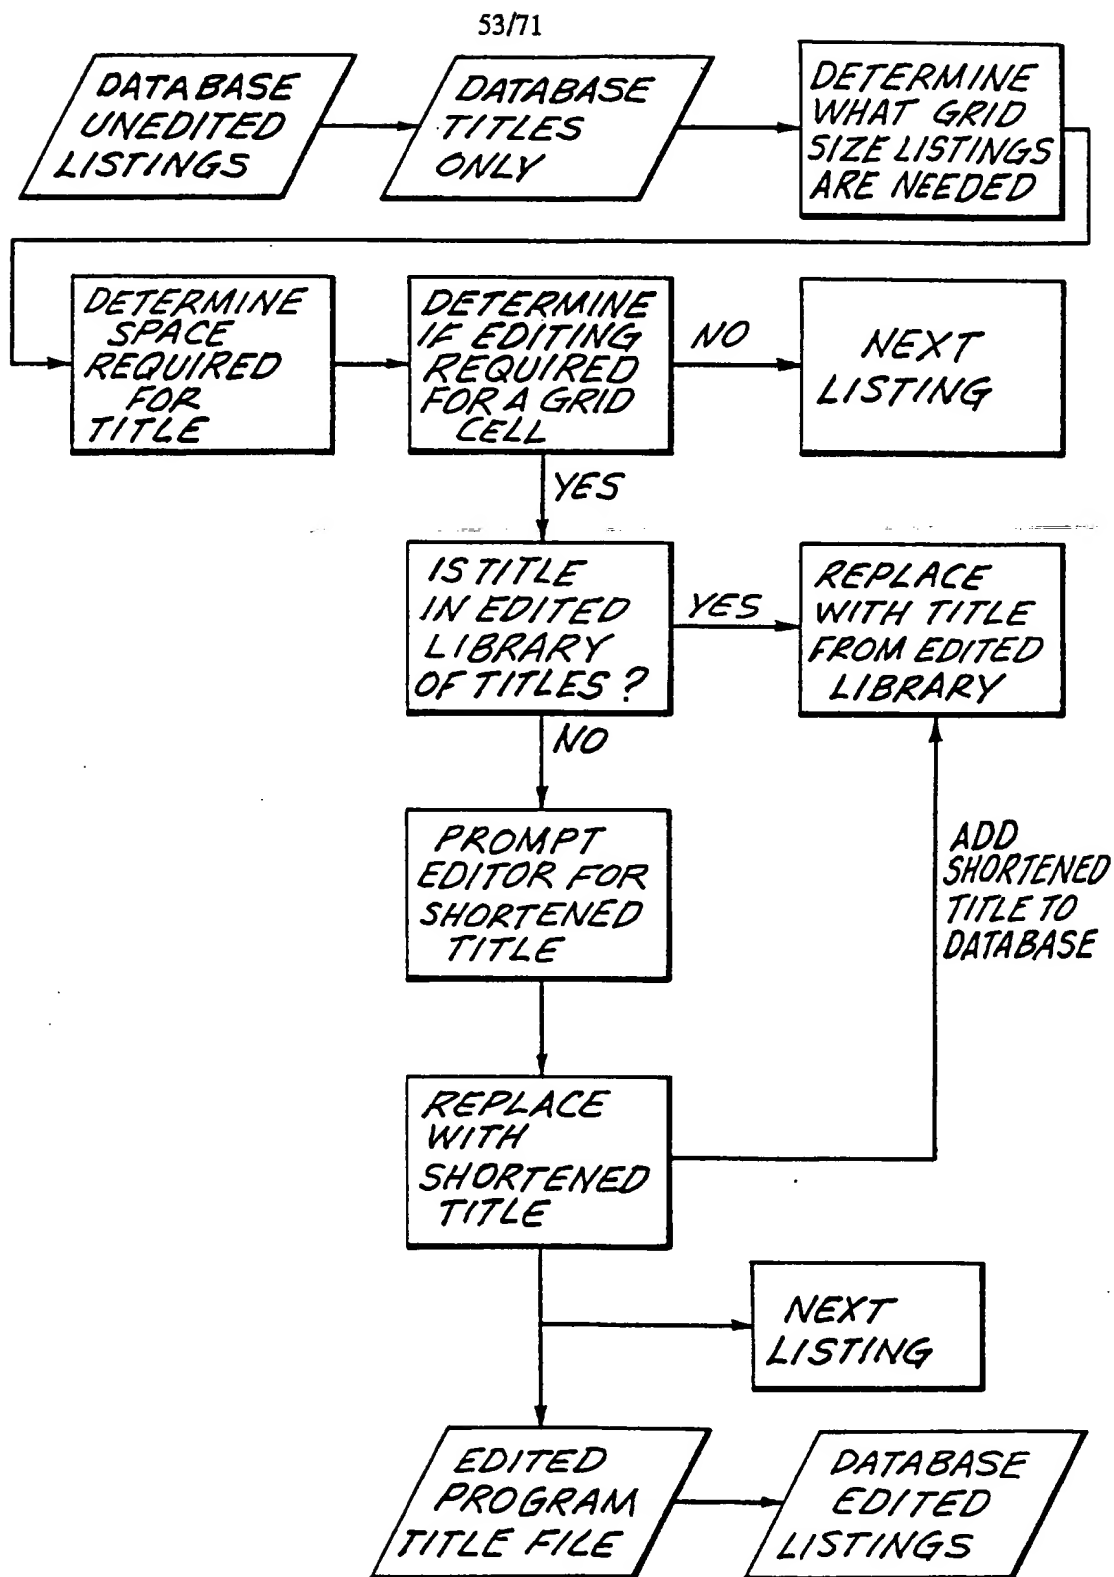 53/71
DATABASE
UNEDITED
LISTINGS
DATABASE
TITLES
ONLY
DETERMINE
WHAT GRID
SIZE LISTINGS
ARE NEEDED
DETERMINE
SPACE
REQUIRED
FOR
TITLE
DETERMINE
IF EDITING
REQUIRED
FOR A GRID
CELL
NO
NEXT
LISTING
YES
IS TITLE
IN EDITED
LIBRARY
OF TITLES?
YES
REPLACE
WITH TITLE
FROM EDITED
LIBRARY
NO
PROMPT
EDITOR FOR
SHORTENED
TITLE
ADD
SHORTENED
TITLE TO
DATABASE
REPLACE
WITH
SHORTENED
TITLE
NEXT
LISTING
EDITED
PROGRAM
TITLE FILE
DATABASE
EDITED
LISTINGS